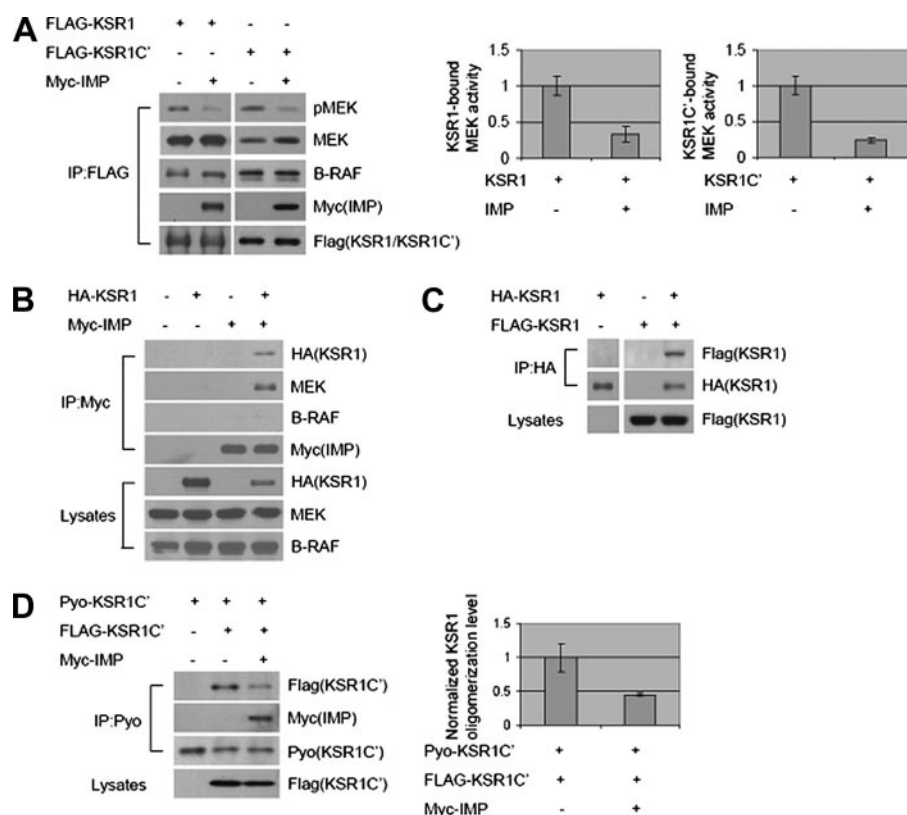 A
FLAG-KSR1 + + - -
FLAG-KSR1C' - - + +
Myc-IMP - + - +
IP:FLAG
pMEK
MEK
B-RAF
Myc(IMP)
Flag(KSR1/KSR1C')
KSR1-bound
MEK activity
1.5
1
0.5
0
KSR1 + +
IMP - +
KSR1C'-bound
MEK activity
1.5
1
0.5
0
KSR1C' + +
IMP - +
B
HA-KSR1 - + - +
Myc-IMP - - + +
IP:Myc
HA(KSR1)
MEK
B-RAF
Myc(IMP)
Lysates
HA(KSR1)
MEK
B-RAF
C
HA-KSR1 + - +
FLAG-KSR1 - + +
IP:HA
Flag(KSR1)
HA(KSR1)
Lysates
Flag(KSR1)
D
Pyo-KSR1C' + + +
FLAG-KSR1C' - + +
Myc-IMP - - +
IP:Pyo
Flag(KSR1C')
Myc(IMP)
Pyo(KSR1C')
Lysates
Flag(KSR1C')
Normalized KSR1
oligomerization level
1.5
1
0.5
0
Pyo-KSR1C' + +
FLAG-KSR1C' + +
Myc-IMP - +